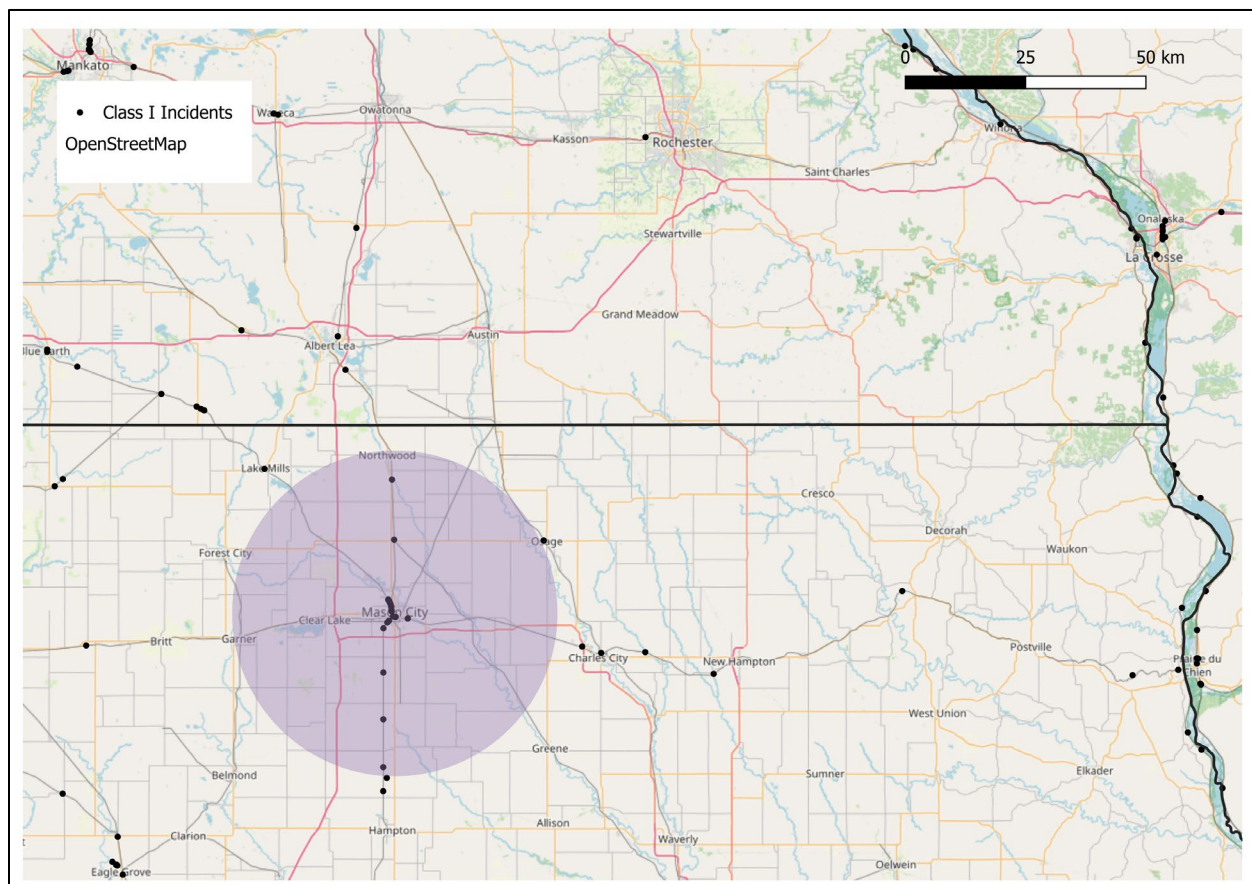 0 25 50 km
Mankato
Class I Incidents
OpenStreetMap
Waseca
Owatonna
Kasson
Rochester
Winona
Saint Charles
Onalaska
Stewartville
La Crosse
Grand Meadow
Austin
Albert Lea
Blue Earth
Northwood
Lake Mills
Cresco
Decorah
Osage
Forest City
Waukon
Mason City
Clear Lake
Britt
Garner
Charles City
New Hampton
Postville
Prairie du
Chien
West Union
Greene
Belmond
Sumner
Elkader
Allison
Hampton
Clarion
Waverly
Eagle Grove
Oelwein